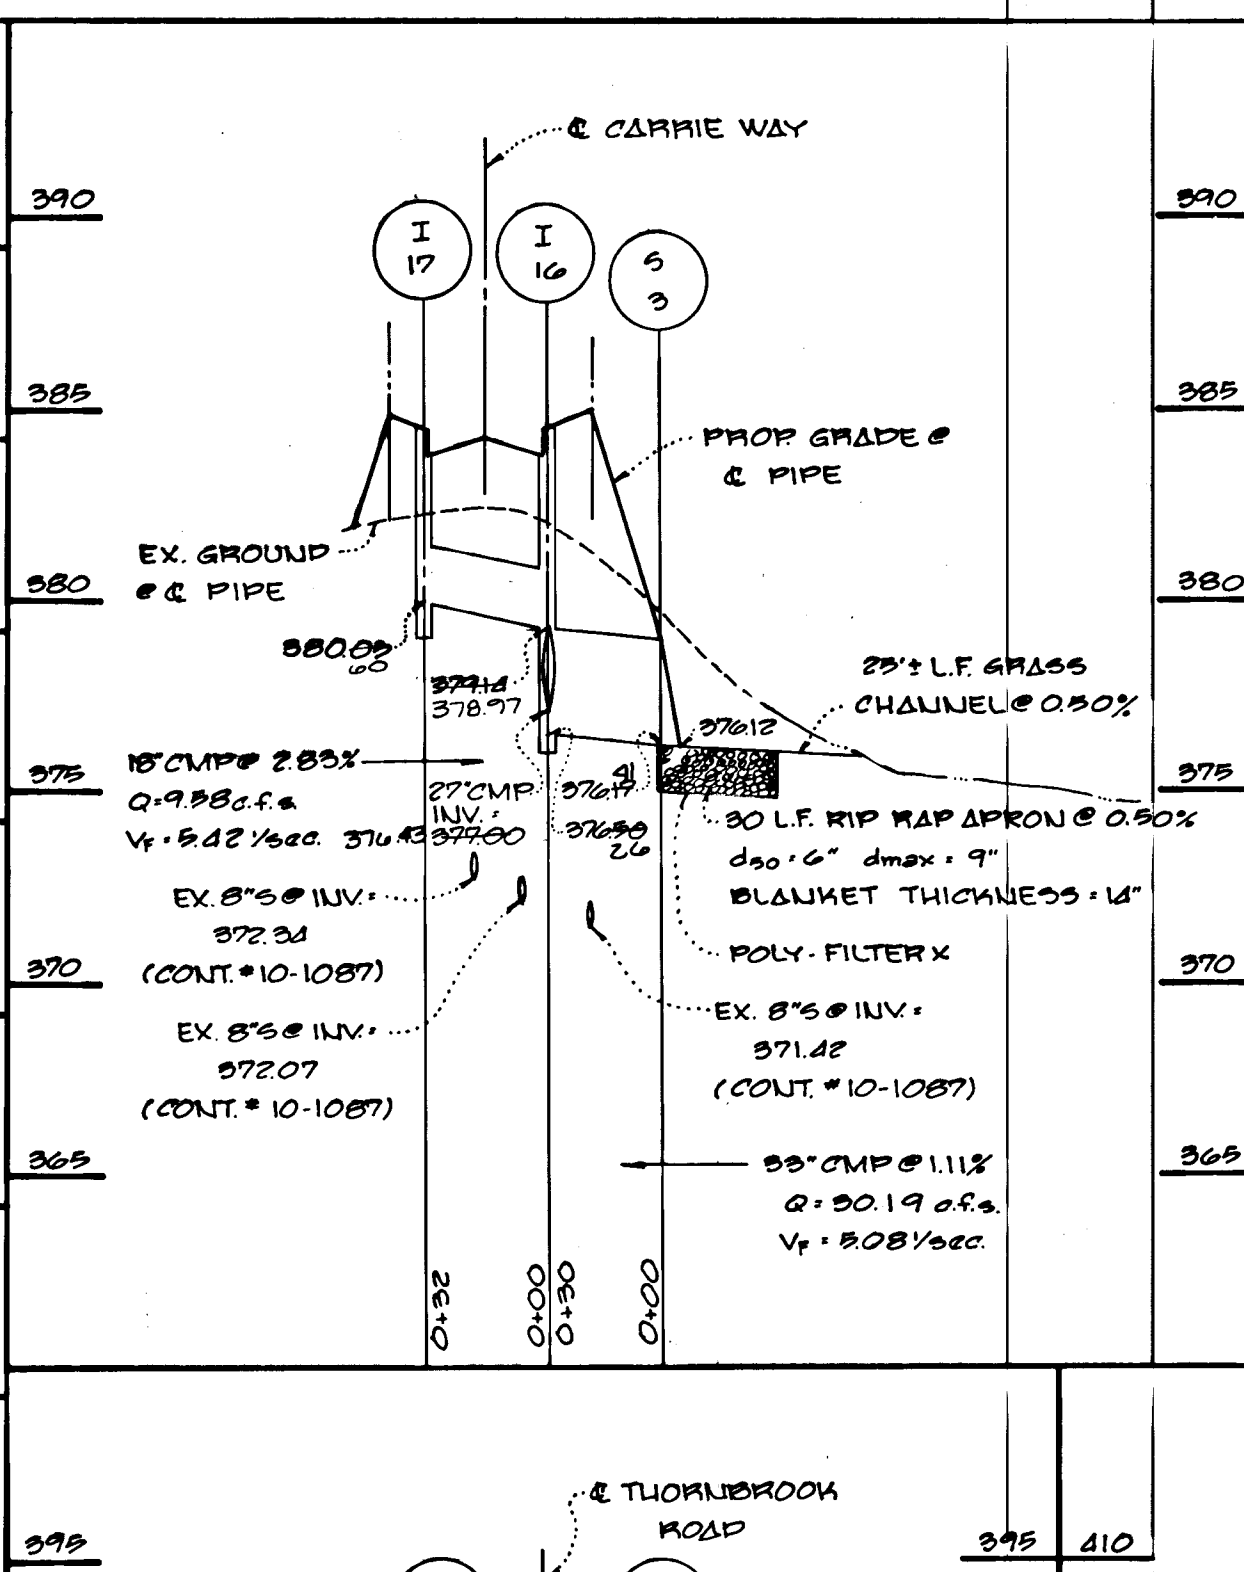 ℄ CARRIE WAY
390
390
I
17
I
16
S
3
385
385
PROP. GRADE @
℄ PIPE
EX. GROUND
@ ℄ PIPE
380
380
380.83
60
379.14
378.97
25'± L.F. GRASS
CHANNEL @ 0.50%
376.12
18" CMP @ 2.83%
Q=9.58 c.f.s.
VF = 5.42 '/sec.
375
375
27" CMP
INV. =
377.00
376.43
41
376.17
376.50
26
30 L.F. RIP RAP APRON @ 0.50%
d50 = 6" dmax = 9"
BLANKET THICKNESS = 14"
EX. 8"S @ INV. =
372.34
(CONT. # 10-1087)
POLY-FILTER X
370
370
EX. 8"S @ INV. =
372.07
(CONT. # 10-1087)
EX. 8"S @ INV. =
371.42
(CONT. # 10-1087)
365
365
33" CMP @ 1.11%
Q = 30.19 c.f.s.
VF = 5.08 '/sec.
0+32
0+00
0+30
0+00
℄ THORNBROOK
ROAD
395
395
410